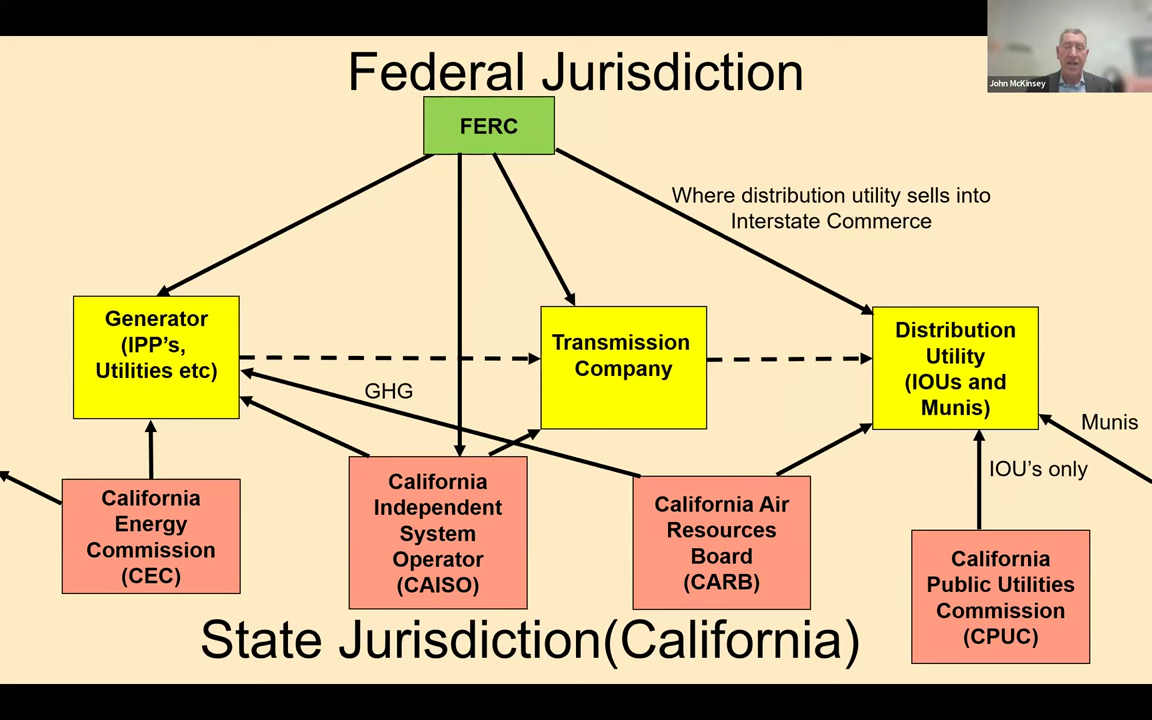 Federal Jurisdiction
John McKinsey
FERC
Where distribution utility sells into
Interstate Commerce
Generator
(IPP's,
Utilities etc)
Transmission
Company
Distribution
Utility
(IOUs and
Munis)
GHG
Munis
IOU's only
California
Energy
Commission
(CEC)
California
Independent
System
Operator
(CAISO)
California Air
Resources
Board
(CARB)
California
Public Utilities
Commission
(CPUC)
State Jurisdiction(California)